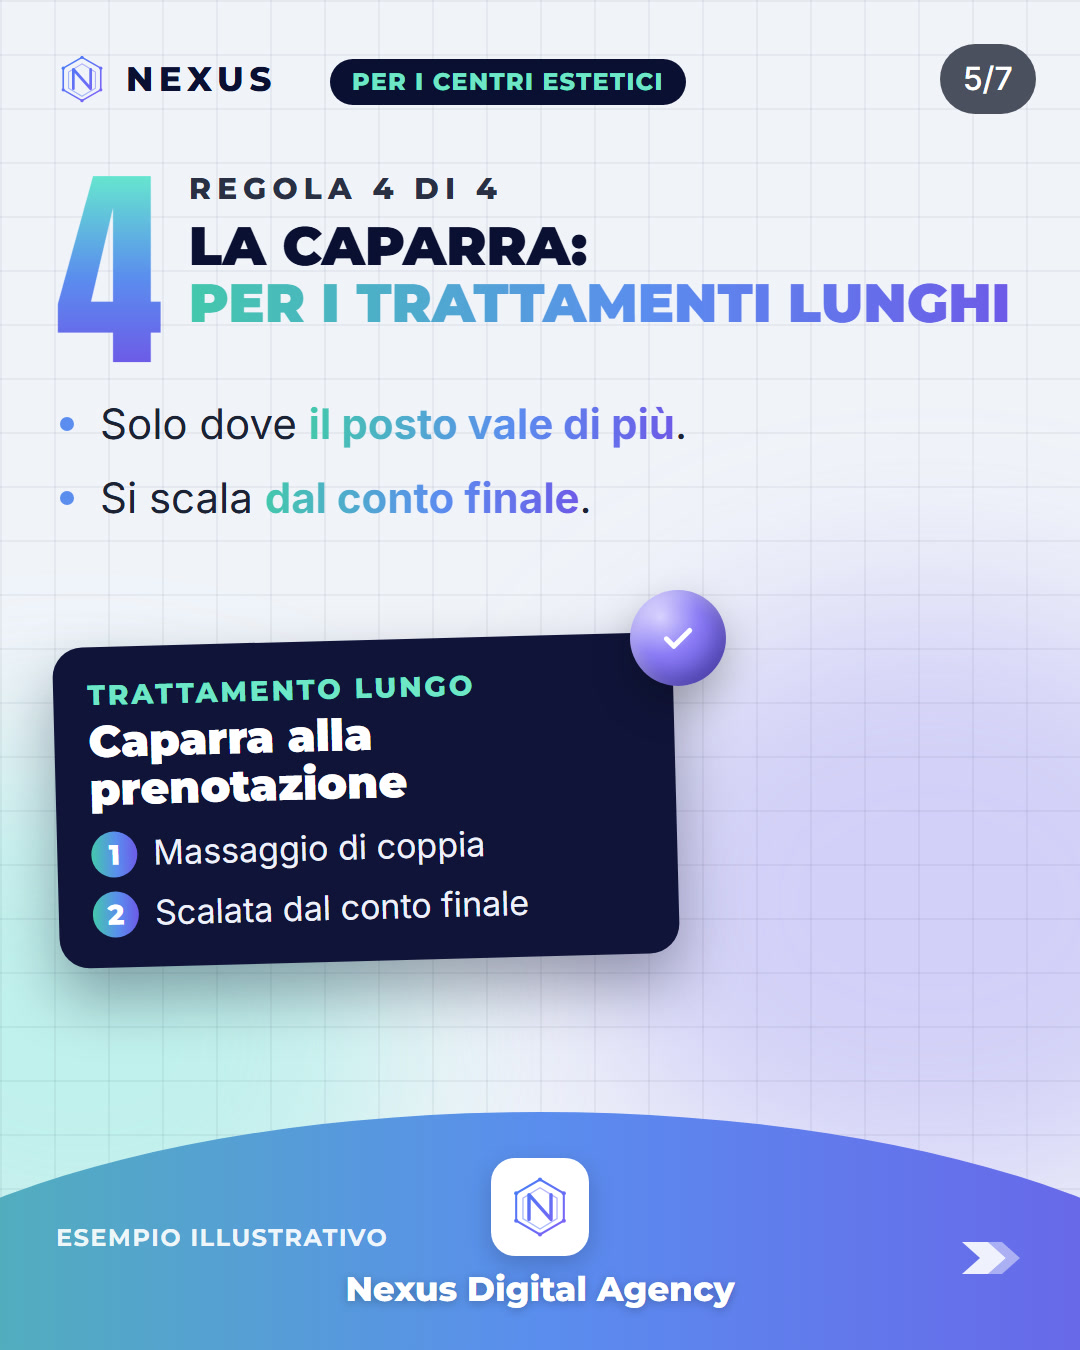 NEXUS
PER I CENTRI ESTETICI
5/7
4
REGOLA 4 DI 4
LA CAPARRA:
PER I TRATTAMENTI LUNGHI
• Solo dove il posto vale di più.
• Si scala dal conto finale.
TRATTAMENTO LUNGO
Caparra alla
prenotazione
1 Massaggio di coppia
2 Scalata dal conto finale
N
ESEMPIO ILLUSTRATIVO
Nexus Digital Agency